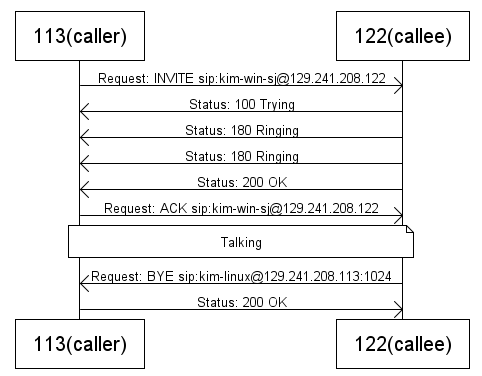 113(caller) 122(callee)
Request: INVITE sip:kim-win-sj@129.241.208.122
Status: 100 Trying
Status: 180 Ringing
Status: 180 Ringing
Status: 200 OK
Request: ACK sip:kim-win-sj@129.241.208.122
Talking
Request: BYE sip:kim-linux@129.241.208.113:1024
Status: 200 OK
113(caller) 122(callee)